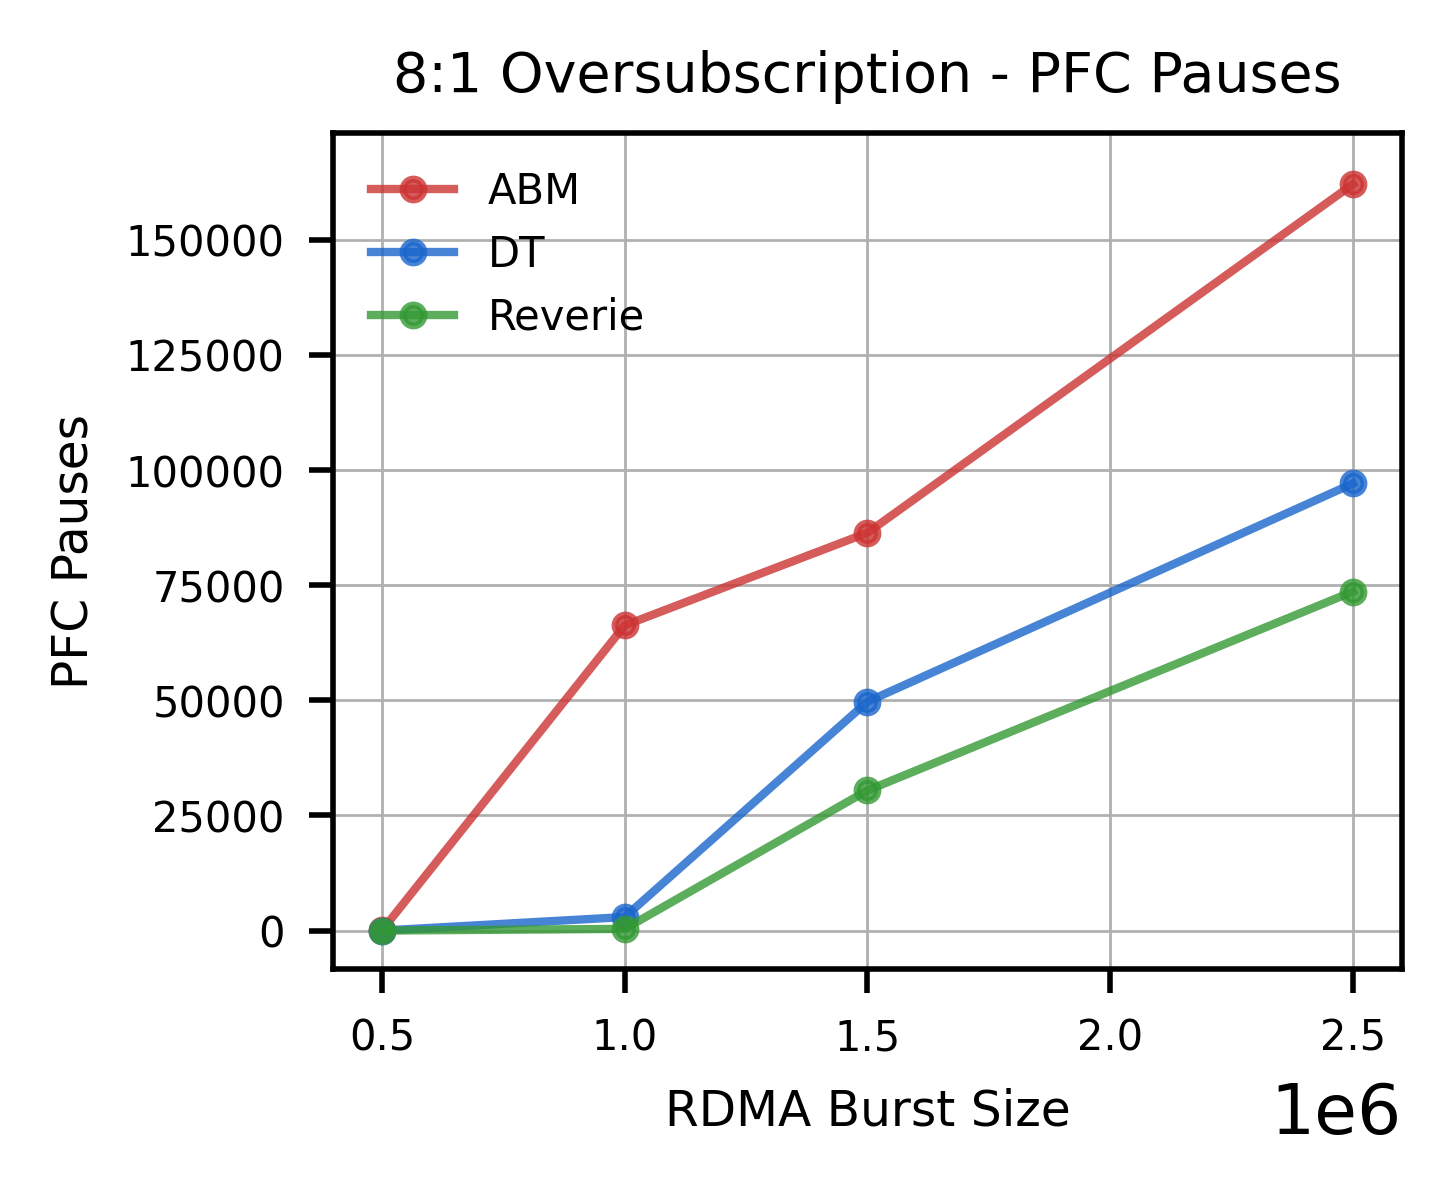 8:1 Oversubscription - PFC Pauses
ABM
DT
Reverie
PFC Pauses
150000
125000
100000
75000
50000
25000
0
0.5 1.0 1.5 2.0 2.5
RDMA Burst Size
1e6